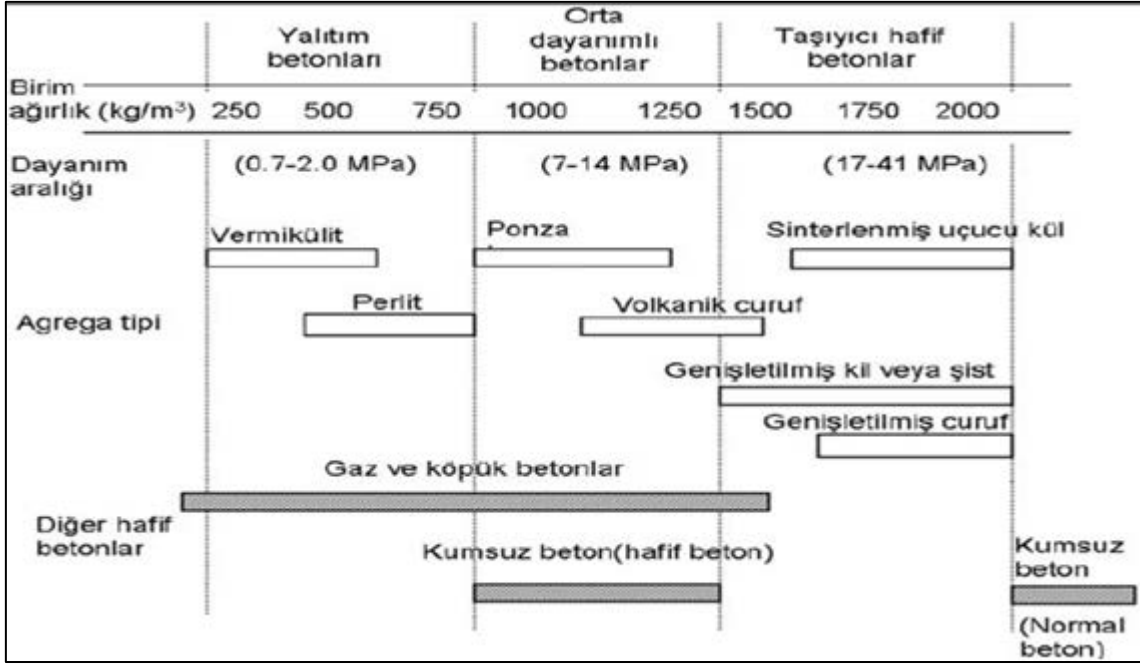 Yalıtım
betonları
Orta
dayanımlı
betonlar
Taşıyıcı hafif
betonlar
Birim
ağırlık (kg/m³) 250 500 750 1000 1250 1500 1750 2000
Dayanım
aralığı
(0.7-2.0 MPa) (7-14 MPa) (17-41 MPa)
Vermikülit Ponza Sinterlenmiş uçucu kül
Agrega tipi
Perlit Volkanik curuf
Genişletilmiş kil veya şist
Genişletilmiş curuf
Gaz ve köpük betonlar
Diğer hafif
betonlar
Kumsuz beton(hafif beton)
Kumsuz
beton
(Normal
beton)